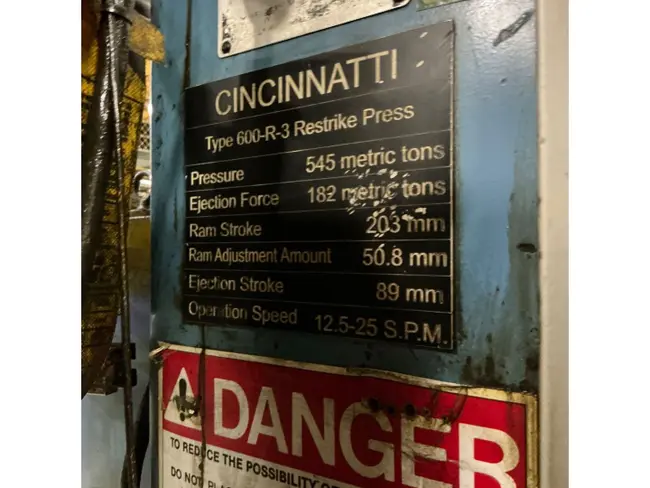 CINCINNATTI
Type 600-R-3 Restrike Press
Pressure 545 metric tons
Ejection Force 182 metric tons
Ram Stroke 203 mm
Ram Adjustment Amount 50.8 mm
Ejection Stroke 89 mm
Operation Speed 12.5-25 S.P.M.
DANGER
TO REDUCE THE POSSIBILITY OF
DO NOT